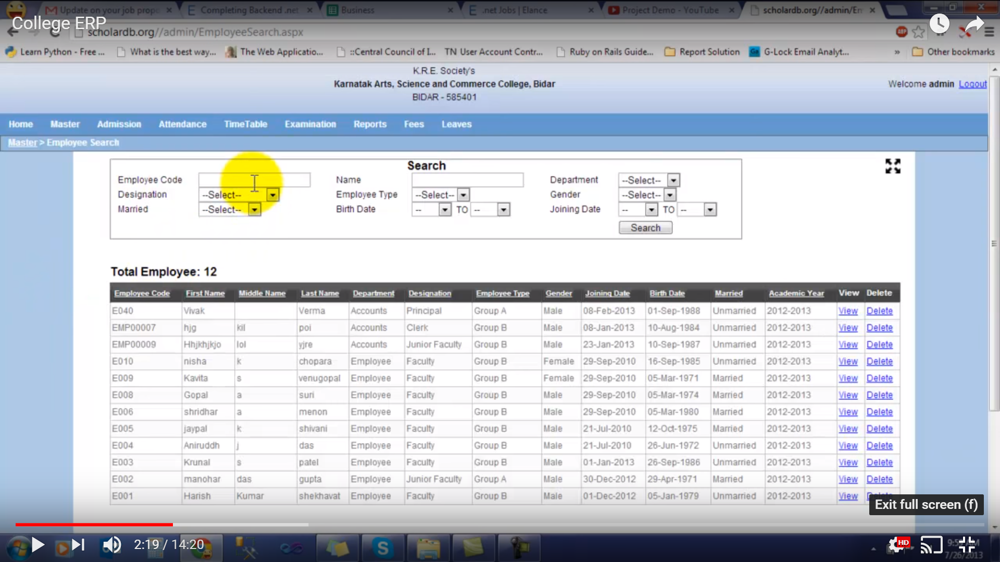 Update on your job prop
Completing Backend .net
Business
.net Jobs | Elance
Project Demo - YouTube
scholardb.org//admin/Em
College ERP
scholardb.org//admin/EmployeeSearch.aspx
ABP
Learn Python - Free ...
What is the best way...
The Web Applicatio...
::Central Council of I...
TN User Account Contr...
Ruby on Rails Guide...
Report Solution
G-Lock Email Analyt...
»
Other bookmarks
K.R.E. Society's
Karnatak Arts, Science and Commerce College, Bidar
BIDAR - 585401
Welcome admin Logout
Home Master Admission Attendance TimeTable Examination Reports Fees Leaves
Master > Employee Search
Search
Employee Code Name Department --Select--
Designation --Select-- Employee Type --Select-- Gender --Select--
Married --Select-- Birth Date -- TO -- Joining Date -- TO --
Search
Total Employee: 12
Employee Code First Name Middle Name Last Name Department Designation Employee Type Gender Joining Date Birth Date Married Academic Year View Delete
E040 Vivak Verma Accounts Principal Group A Male 08-Feb-2013 01-Sep-1988 Unmarried 2012-2013 View Delete
EMP00007 hjg kil poi Accounts Clerk Group B Male 08-Jan-2013 10-Aug-1984 Unmarried 2012-2013 View Delete
EMP00009 Hhjkhjkjo lol yjre Accounts Junior Faculty Group B Male 23-Jan-2013 10-Sep-1987 Unmarried 2012-2013 View Delete
E010 nisha k chopara Employee Faculty Group B Female 29-Sep-2010 16-Sep-1985 Unmarried 2012-2013 View Delete
E009 Kavita s venugopal Employee Faculty Group B Female 29-Sep-2010 05-Mar-1971 Married 2012-2013 View Delete
E008 Gopal a suri Employee Faculty Group B Male 29-Sep-2010 05-Mar-1974 Married 2012-2013 View Delete
E006 shridhar a menon Employee Faculty Group B Male 29-Sep-2010 05-Mar-1980 Married 2012-2013 View Delete
E005 jaypal k shivani Employee Faculty Group B Male 21-Jul-2010 12-Oct-1975 Married 2012-2013 View Delete
E004 Aniruddh j das Employee Faculty Group B Male 21-Jul-2010 26-Jun-1972 Unmarried 2012-2013 View Delete
E003 Krunal s patel Employee Faculty Group B Male 01-Jan-2013 26-Sep-1986 Unmarried 2012-2013 View Delete
E002 manohar das gupta Employee Junior Faculty Group A Male 30-Dec-2012 29-Apr-1971 Married 2012-2013 View Delete
E001 Harish Kumar shekhavat Employee Faculty Group B Male 01-Dec-2012 05-Jan-1979 Unmarried 2012-2013 View
Exit full screen (f)
2:19 / 14:20
HD
7/26/2013